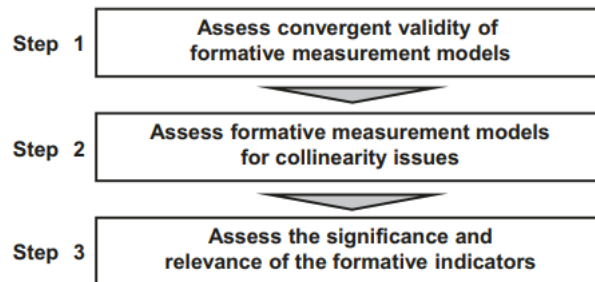 Step 1
Assess convergent validity of
formative measurement models
Step 2
Assess formative measurement models
for collinearity issues
Step 3
Assess the significance and
relevance of the formative indicators